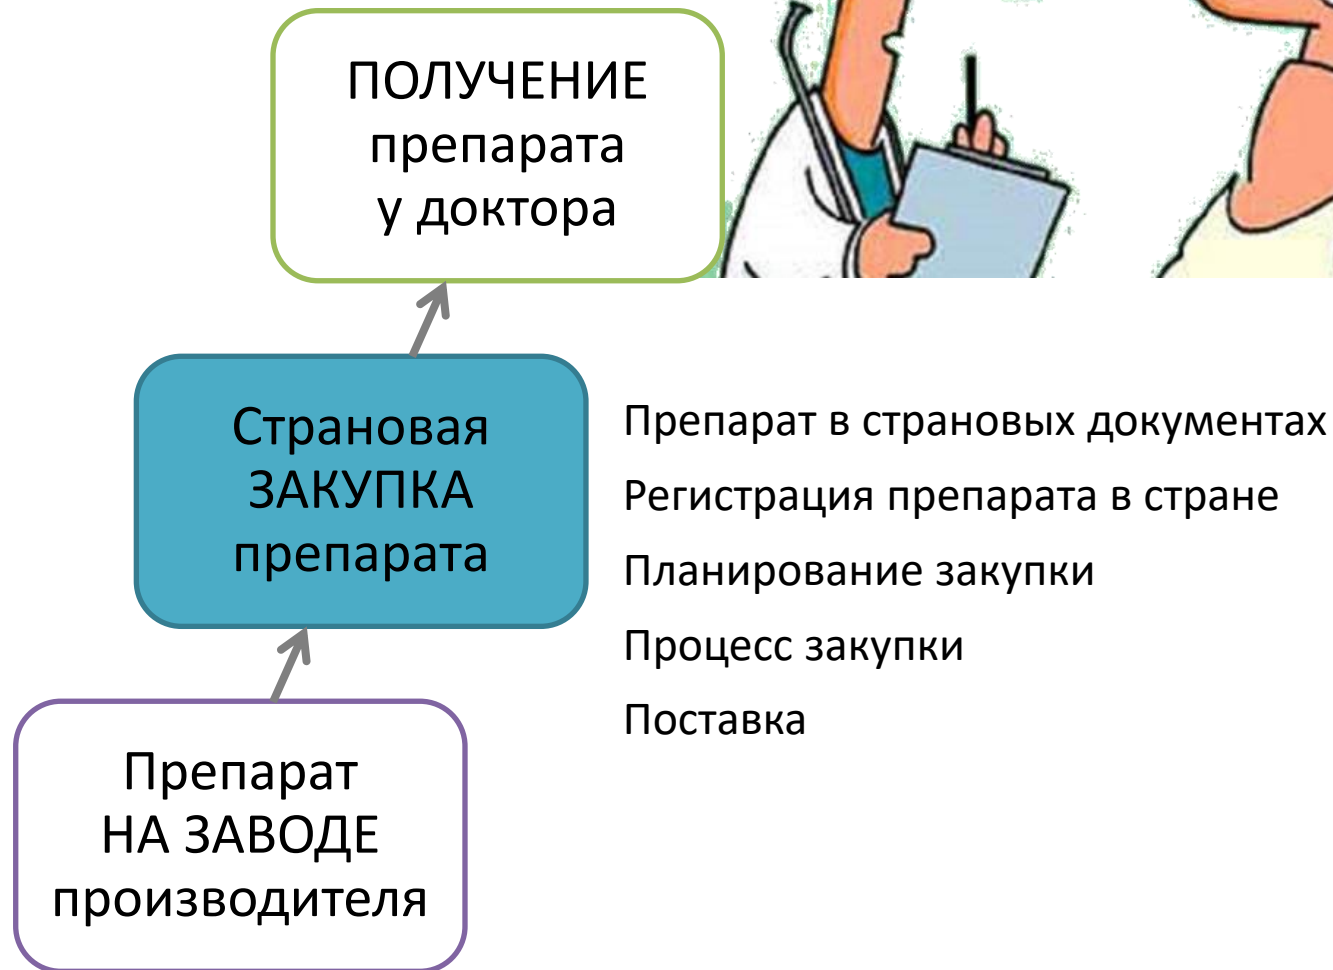 ПОЛУЧЕНИЕ
препарата
у доктора
Страновая
ЗАКУПКА
препарата
Препарат в страновых документах
Регистрация препарата в стране
Планирование закупки
Процесс закупки
Поставка
Препарат
НА ЗАВОДЕ
производителя